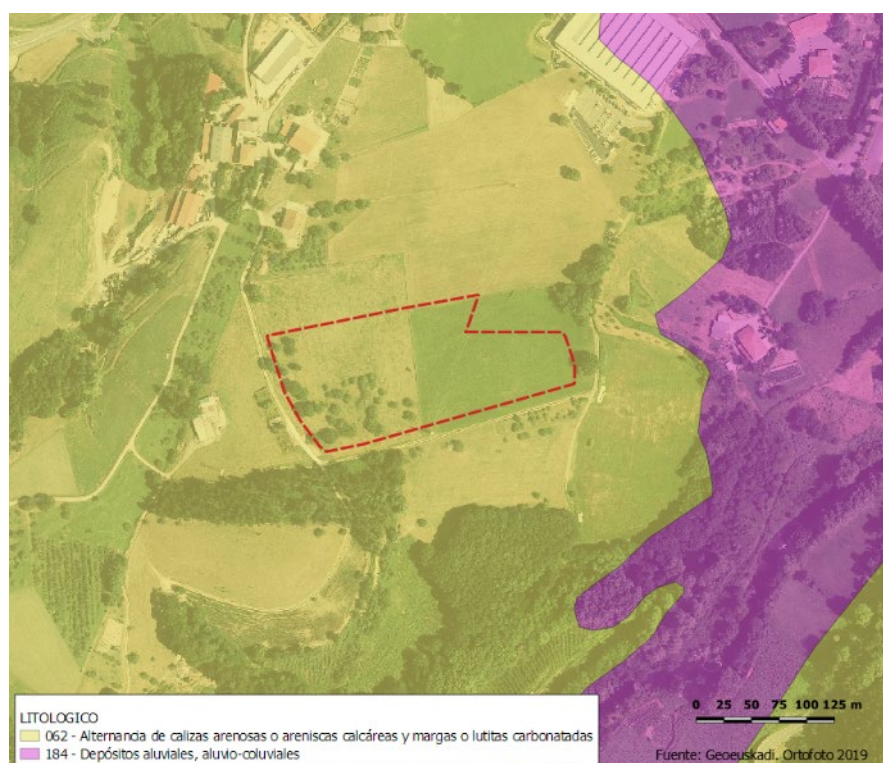 LITOLOGICO
062 - Alternancia de calizas arenosas o areniscas calcáreas y margas o lutitas carbonatadas
184 - Depósitos aluviales, aluvio-coluviales
0 25 50 75 100 125 m
Fuente: Geoeuskadi. Ortofoto 2019